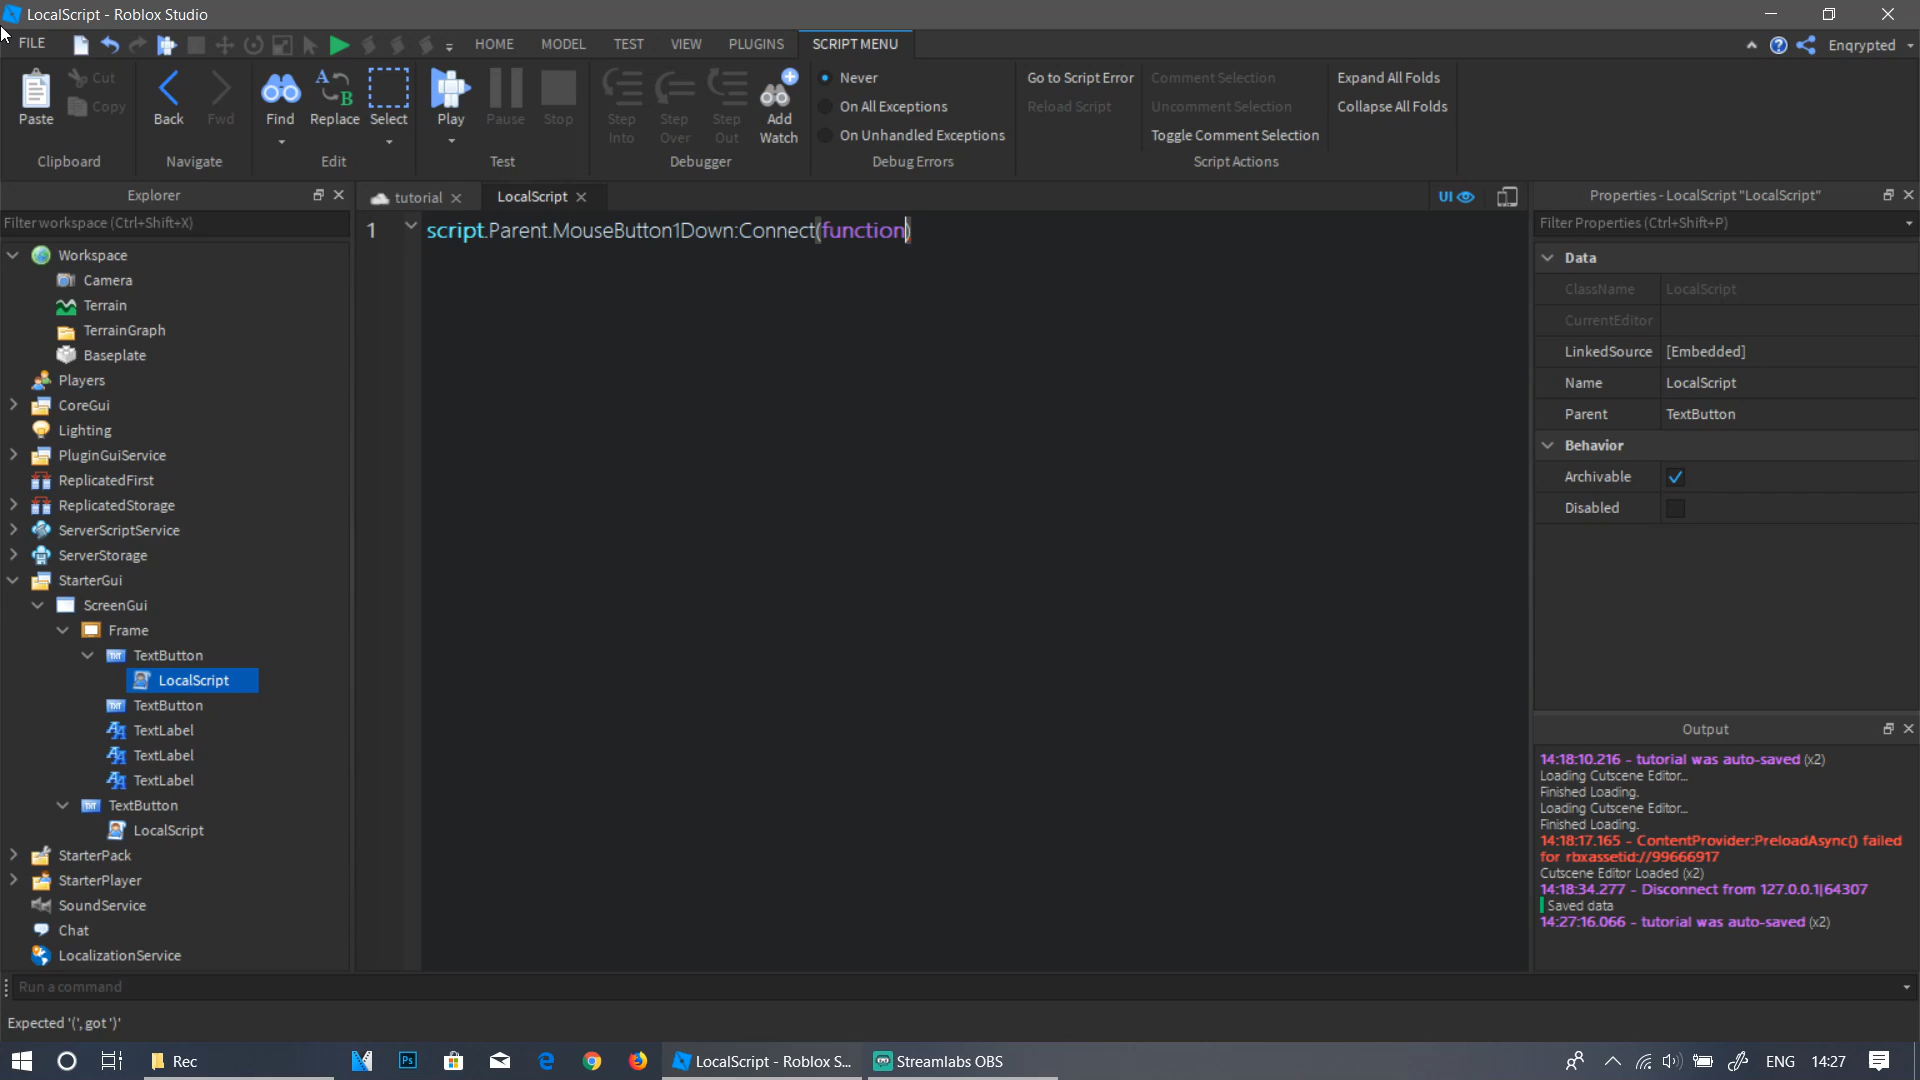 LocalScript - Roblox Studio
FILE
HOME
MODEL
TEST
VIEW
PLUGINS
SCRIPT MENU
Enqrypted
Paste
Cut
Copy
Clipboard
Back
Fwd
Navigate
Find
Replace
Select
Edit
Play
Pause
Stop
Test
Step Into
Step Over
Step Out
Add Watch
Debugger
Never
On All Exceptions
On Unhandled Exceptions
Debug Errors
Go to Script Error
Reload Script
Comment Selection
Uncomment Selection
Toggle Comment Selection
Script Actions
Expand All Folds
Collapse All Folds
Explorer
Filter workspace (Ctrl+Shift+X)
Workspace
Camera
Terrain
TerrainGraph
Baseplate
Players
CoreGui
Lighting
PluginGuiService
ReplicatedFirst
ReplicatedStorage
ServerScriptService
ServerStorage
StarterGui
ScreenGui
Frame
TextButton
LocalScript
TextButton
TextLabel
TextLabel
TextLabel
TextButton
LocalScript
StarterPack
StarterPlayer
SoundService
Chat
LocalizationService
tutorial
LocalScript
UI
1 script.Parent.MouseButton1Down:Connect(function)
Properties - LocalScript "LocalScript"
Filter Properties (Ctrl+Shift+P)
Data
ClassName LocalScript
CurrentEditor
LinkedSource [Embedded]
Name LocalScript
Parent TextButton
Behavior
Archivable
Disabled
Output
14:18:10.216 - tutorial was auto-saved (x2)
Loading Cutscene Editor...
Finished Loading.
Loading Cutscene Editor...
Finished Loading.
14:18:17.165 - ContentProvider:PreloadAsync() failed
for rbxassetid://99666917
Cutscene Editor Loaded (x2)
14:18:34.277 - Disconnect from 127.0.0.1|64307
Saved data
14:27:16.066 - tutorial was auto-saved (x2)
Run a command
Expected '(', got ')'
Rec
Ps
LocalScript - Roblox S...
Streamlabs OBS
ENG
14:27